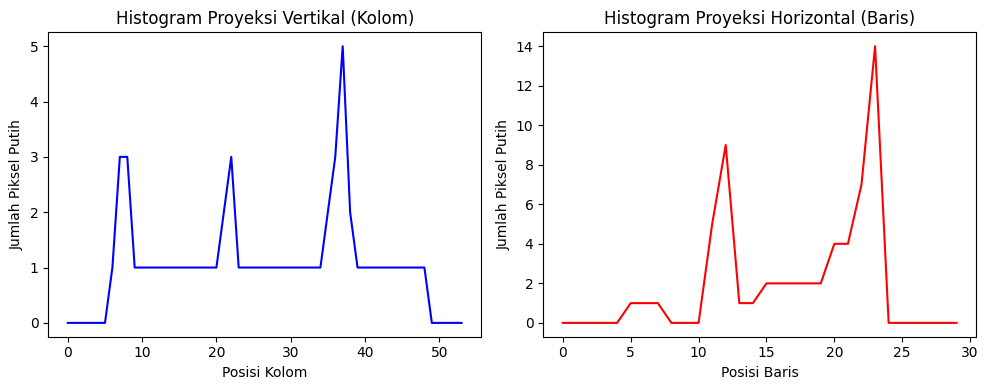 Histogram Proyeksi Vertikal (Kolom)
5
4
3
2
1
0
Jumlah Piksel Putih
0 10 20 30 40 50
Posisi Kolom
Histogram Proyeksi Horizontal (Baris)
14
12
10
8
6
4
2
0
Jumlah Piksel Putih
0 5 10 15 20 25 30
Posisi Baris